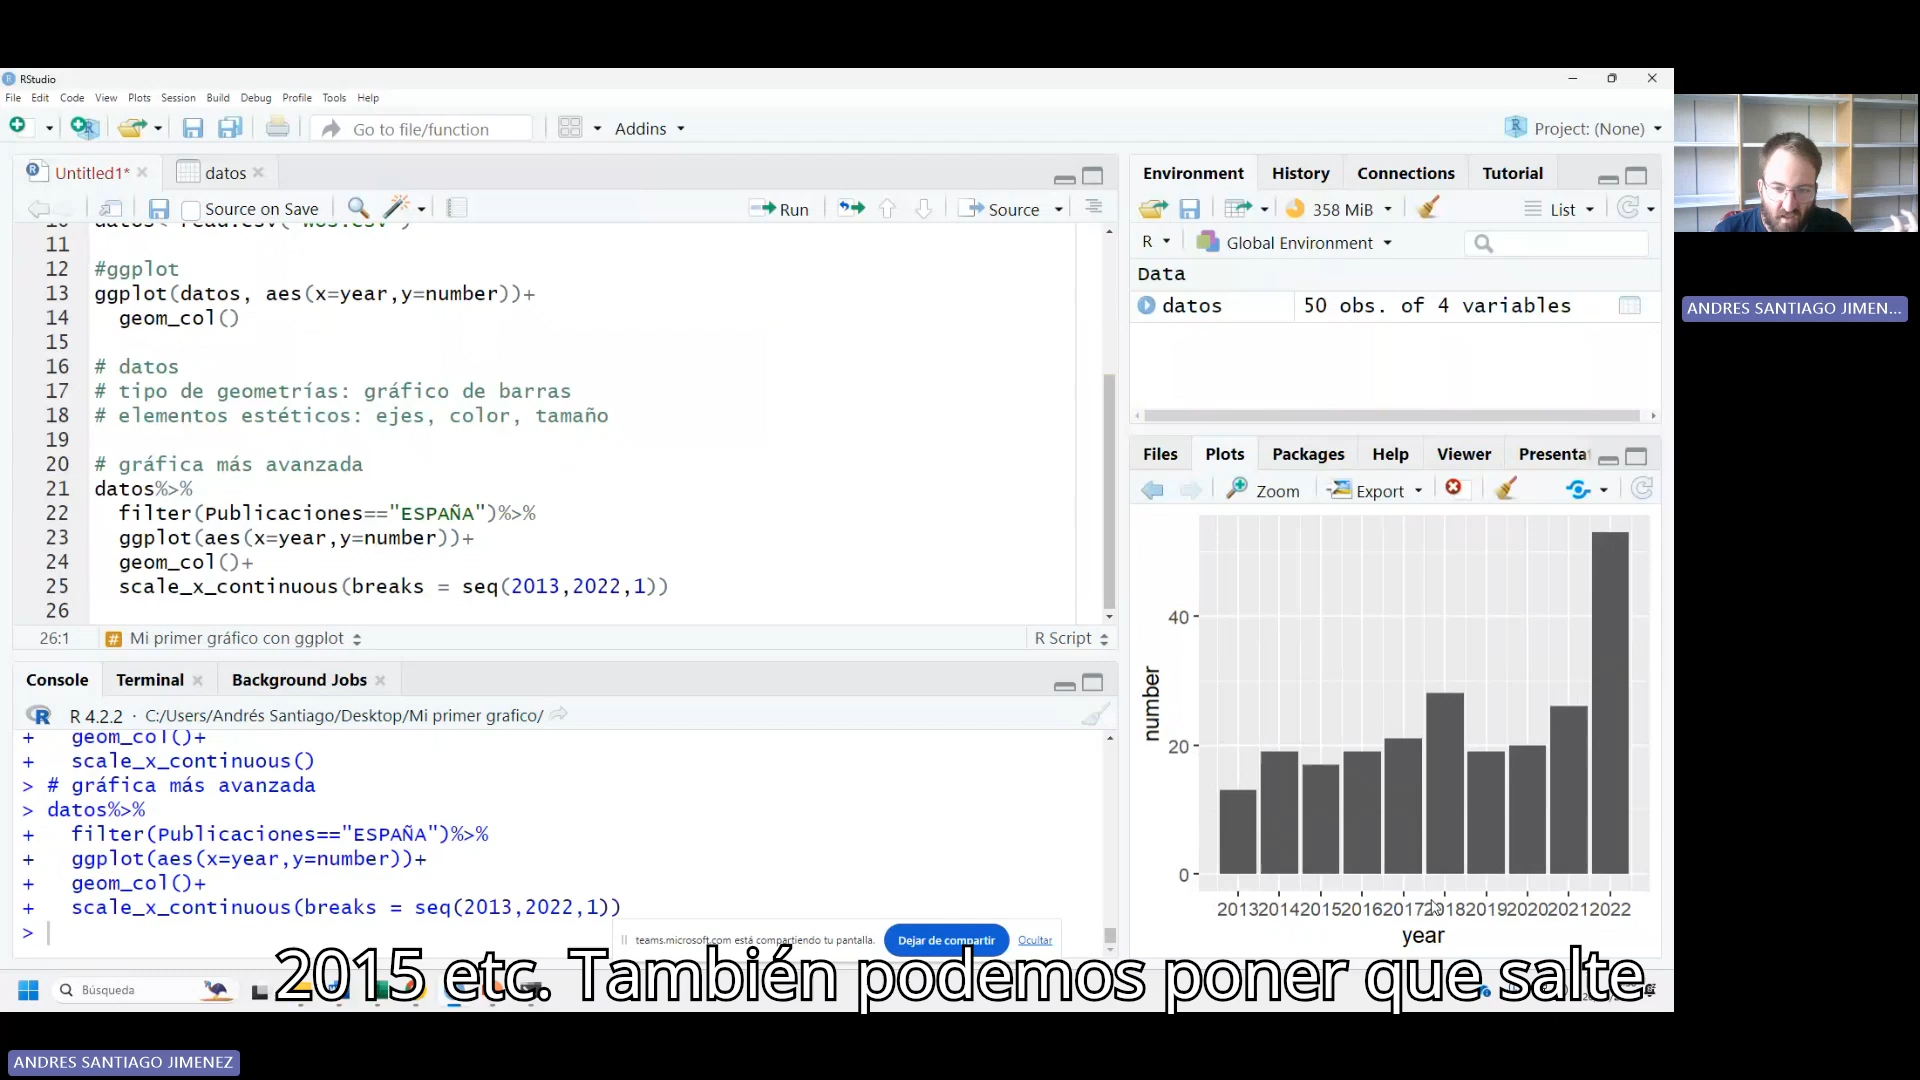 RStudio
File Edit Code View Plots Session Build Debug Profile Tools Help
Go to file/function
Addins
Project: (None)
Untitled1*
datos
Source on Save
Run
Source
11
12 #ggplot
13 ggplot(datos, aes(x=year,y=number))+
14 geom_col()
15
16 # datos
17 # tipo de geometrías: gráfico de barras
18 # elementos estéticos: ejes, color, tamaño
19
20 # gráfica más avanzada
21 datos%>%
22 filter(Publicaciones=="ESPAÑA")%>%
23 ggplot(aes(x=year,y=number))+
24 geom_col()+
25 scale_x_continuous(breaks = seq(2013,2022,1))
26
26:1 # Mi primer gráfico con ggplot R Script
Console Terminal Background Jobs
R 4.2.2 · C:/Users/Andrés Santiago/Desktop/Mi primer grafico/
+ geom_col()+
+ scale_x_continuous()
> # gráfica más avanzada
> datos%>%
+ filter(Publicaciones=="ESPAÑA")%>%
+ ggplot(aes(x=year,y=number))+
+ geom_col()+
+ scale_x_continuous(breaks = seq(2013,2022,1))
>
Environment History Connections Tutorial
358 MiB
List
R Global Environment
Data
datos 50 obs. of 4 variables
Files Plots Packages Help Viewer Presenta
Zoom Export
number
40
20
0
2013 2014 2015 2016 2017 2018 2019 2020 2021 2022
year
teams.microsoft.com está compartiendo tu pantalla.
Dejar de compartir
Ocultar
Búsqueda
2015 etc. También podemos poner que salte
ANDRES SANTIAGO JIMEN...
ANDRES SANTIAGO JIMENEZ